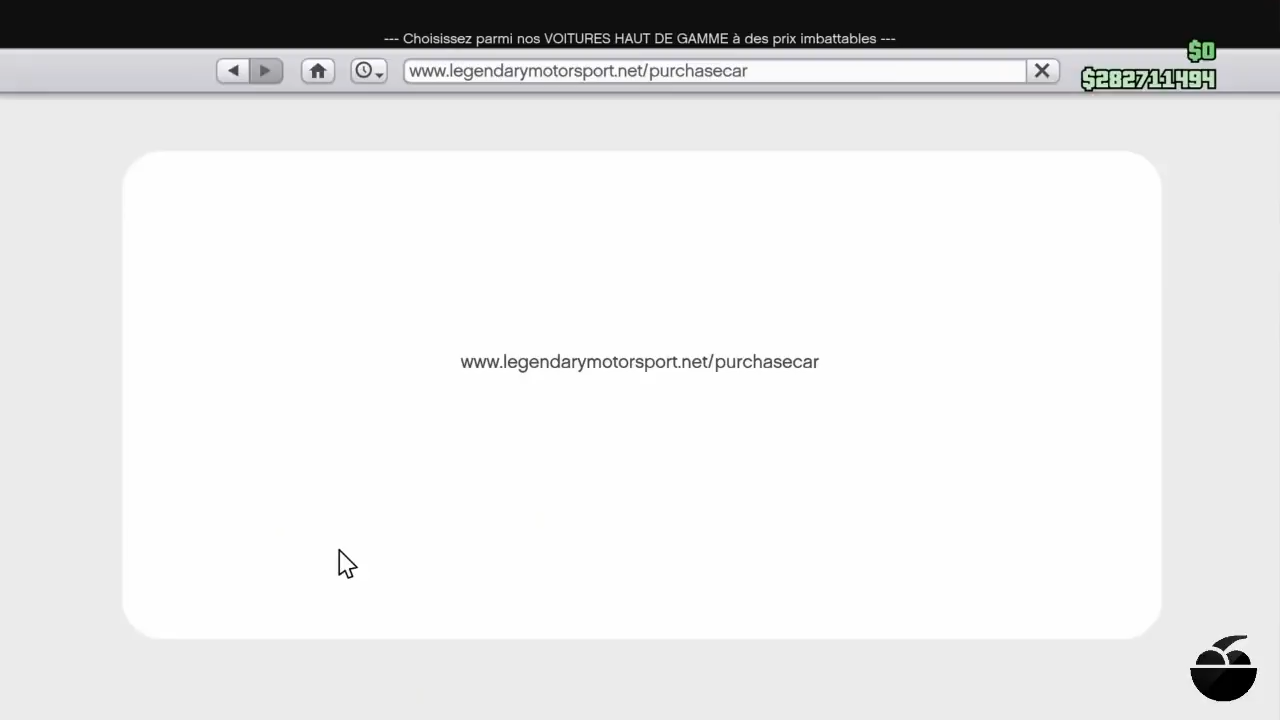 --- Choisissez parmi nos VOITURES HAUT DE GAMME à des prix imbattables ---
$0
www.legendarymotorsport.net/purchasecar
$282711494
www.legendarymotorsport.net/purchasecar